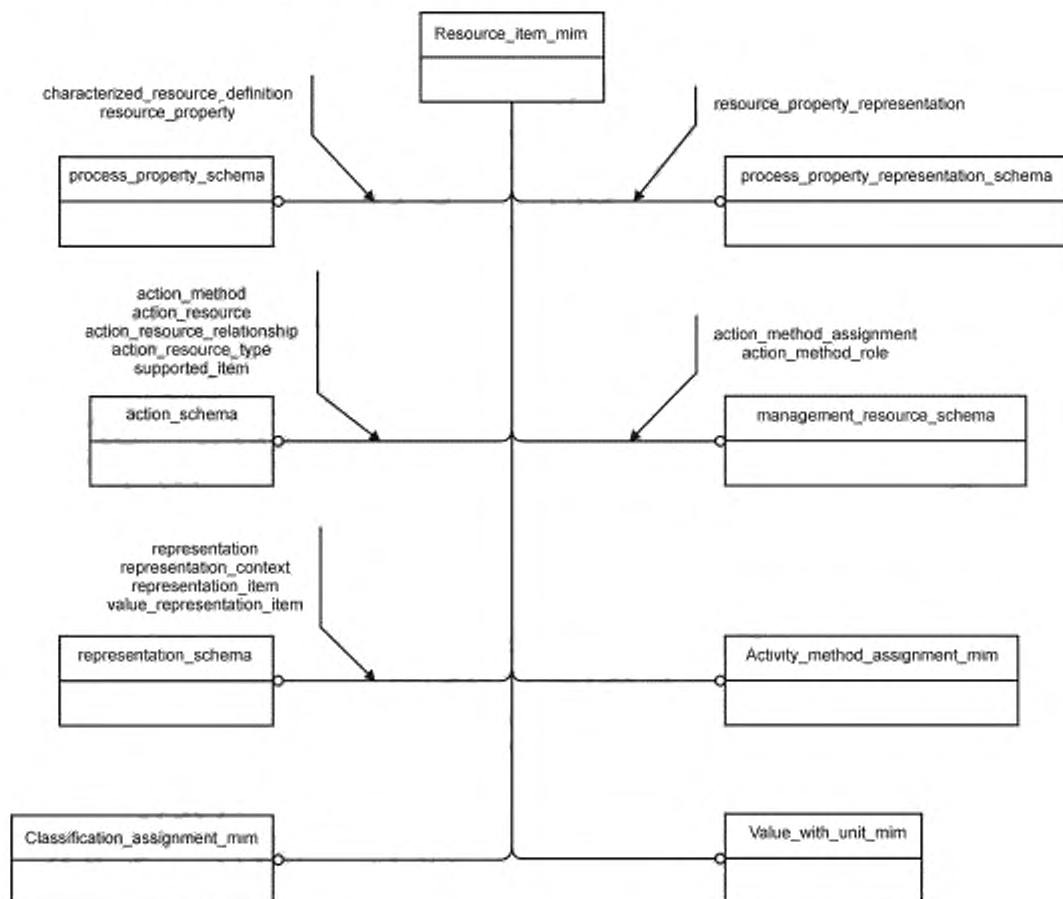 Resource_item_mim
characterized_resource_definition
resource_property
resource_property_representation
process_property_schema
process_property_representation_schema
action_method
action_resource
action_resource_relationship
action_resource_type
supported_item
action_method_assignment
action_method_role
action_schema
management_resource_schema
representation
representation_context
representation_item
value_representation_item
representation_schema
Activity_method_assignment_mim
Classification_assignment_mim
Value_with_unit_mim